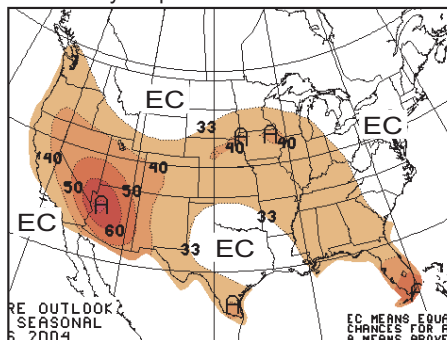 EC
EC
33
40
40
40
40
50
50
A
A
A
60
EC
33
33
EC
A
RE OUTLOOK
SEASONAL
2004
EC MEANS EQUA
CHANCES FOR
A MEANS ABOVE